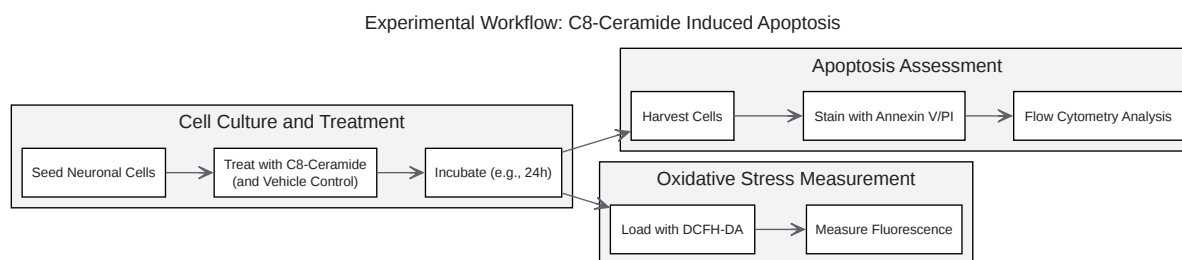 Experimental Workflow: C8-Ceramide Induced Apoptosis
Cell Culture and Treatment
Seed Neuronal Cells
Treat with C8-Ceramide
(and Vehicle Control)
Incubate (e.g., 24h)
Apoptosis Assessment
Harvest Cells
Stain with Annexin V/PI
Flow Cytometry Analysis
Oxidative Stress Measurement
Load with DCFH-DA
Measure Fluorescence